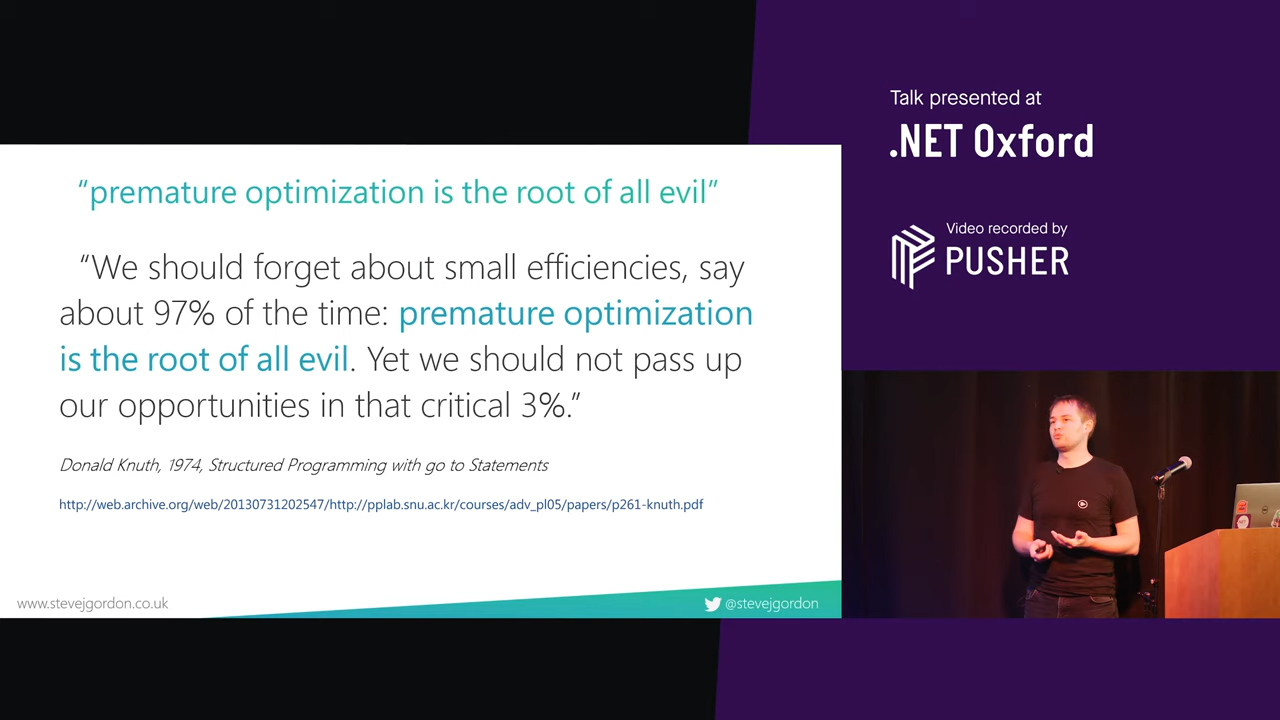 “premature optimization is the root of all evil”
“We should forget about small efficiencies, say
about 97% of the time: premature optimization
is the root of all evil. Yet we should not pass up
our opportunities in that critical 3%.”
Donald Knuth, 1974, Structured Programming with go to Statements
http://web.archive.org/web/20130731202547/http://pplab.snu.ac.kr/courses/adv_pl05/papers/p261-knuth.pdf
www.stevejgordon.co.uk
@stevejgordon
Talk presented at
.NET Oxford
Video recorded by
PUSHER